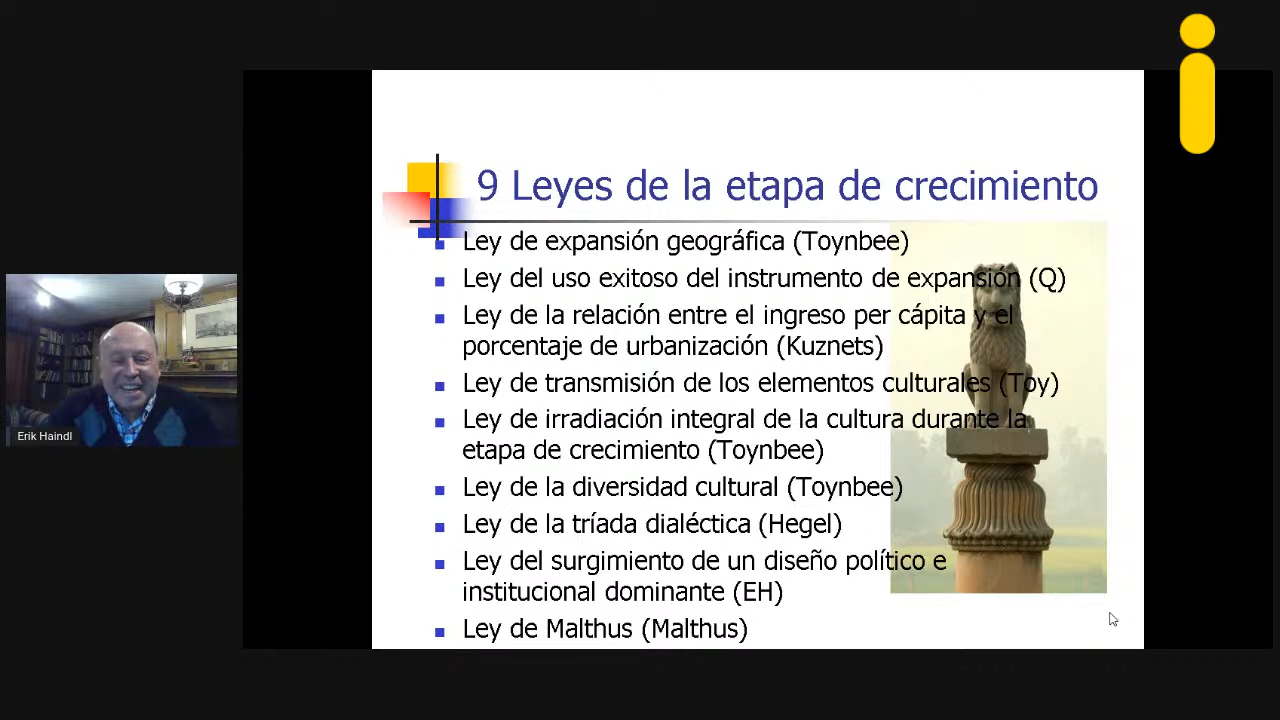 9 Leyes de la etapa de crecimiento
Ley de expansión geográfica (Toynbee)
Ley del uso exitoso del instrumento de expansión (Q)
Ley de la relación entre el ingreso per cápita y el
porcentaje de urbanización (Kuznets)
Ley de transmisión de los elementos culturales (Toy)
Ley de irradiación integral de la cultura durante la
etapa de crecimiento (Toynbee)
Ley de la diversidad cultural (Toynbee)
Ley de la tríada dialéctica (Hegel)
Ley del surgimiento de un diseño político e
institucional dominante (EH)
Ley de Malthus (Malthus)
Erik Haindl